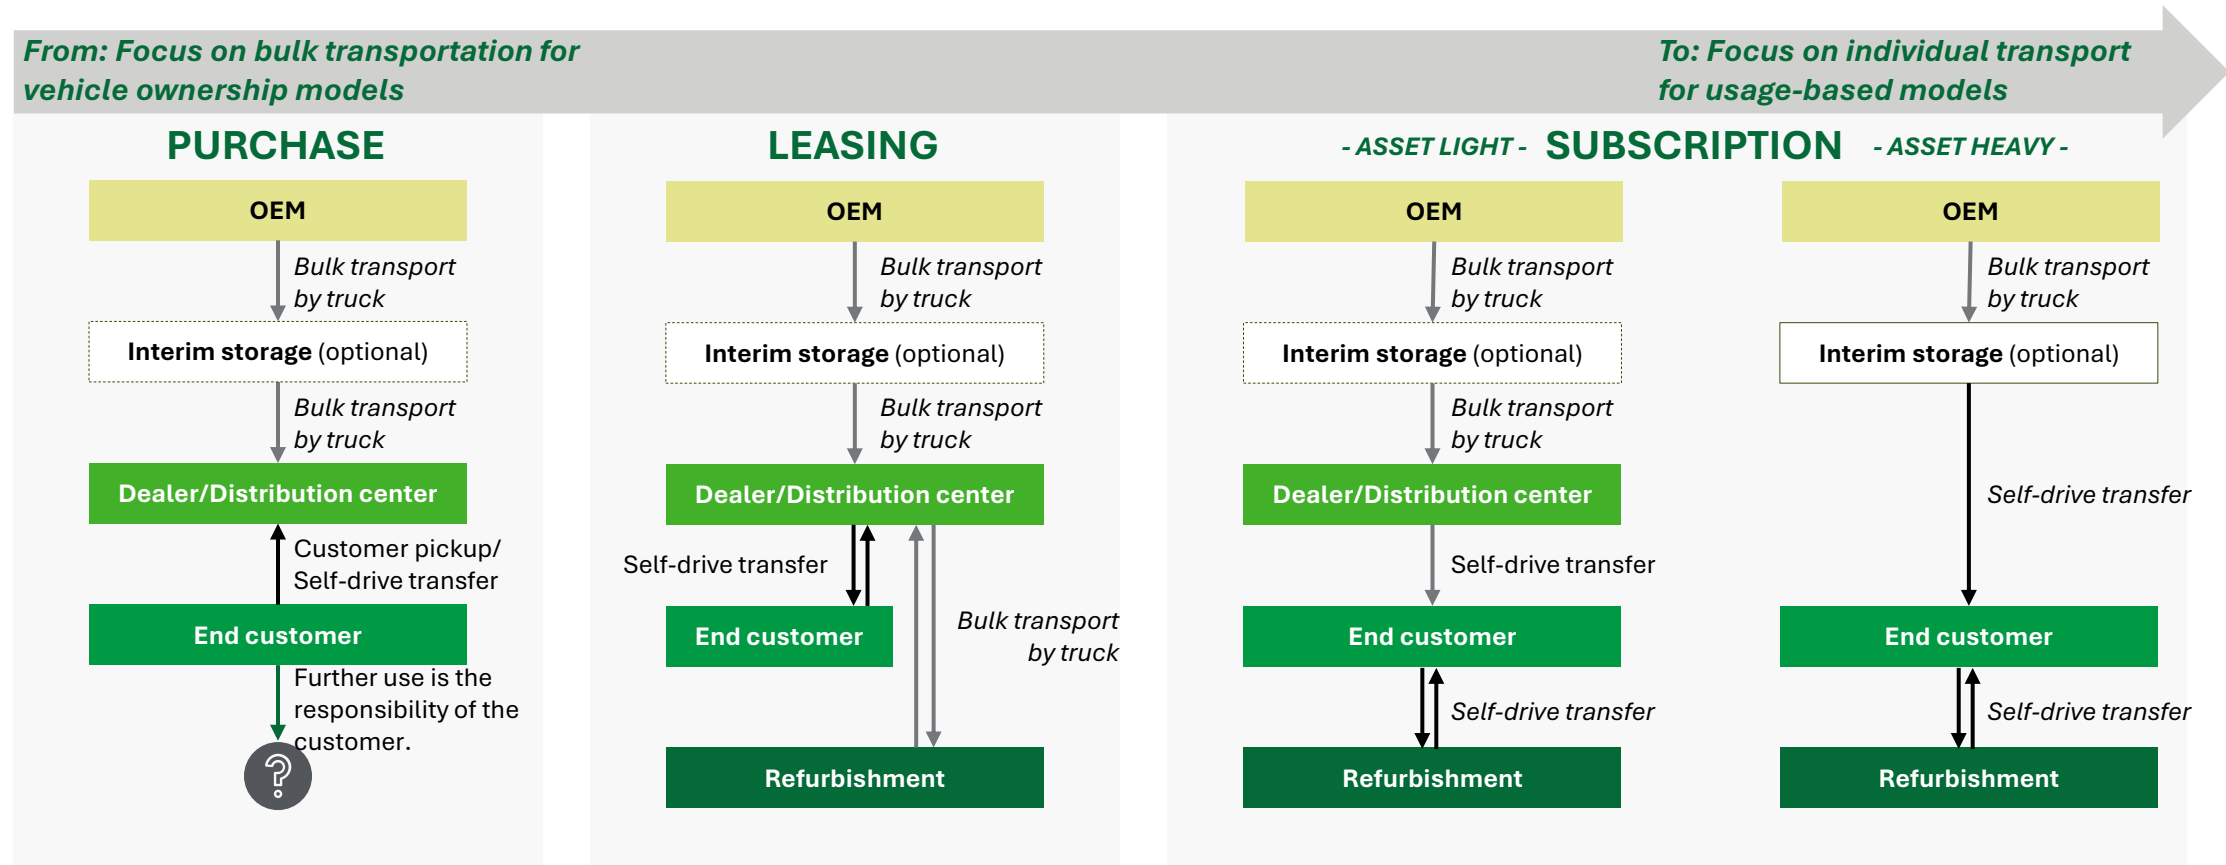 From: Focus on bulk transportation for
vehicle ownership models
To: Focus on individual transport
for usage-based models
PURCHASE
OEM
Bulk transport
by truck
Interim storage (optional)
Bulk transport
by truck
Dealer/Distribution center
Customer pickup/
Self-drive transfer
End customer
Further use is the
responsibility of the
customer.
?
LEASING
OEM
Bulk transport
by truck
Interim storage (optional)
Bulk transport
by truck
Dealer/Distribution center
Self-drive transfer
End customer
Bulk transport
by truck
Refurbishment
- ASSET LIGHT - SUBSCRIPTION - ASSET HEAVY -
OEM
Bulk transport
by truck
Interim storage (optional)
Bulk transport
by truck
Dealer/Distribution center
Self-drive transfer
End customer
Self-drive transfer
Refurbishment
OEM
Bulk transport
by truck
Interim storage (optional)
Self-drive transfer
End customer
Self-drive transfer
Refurbishment